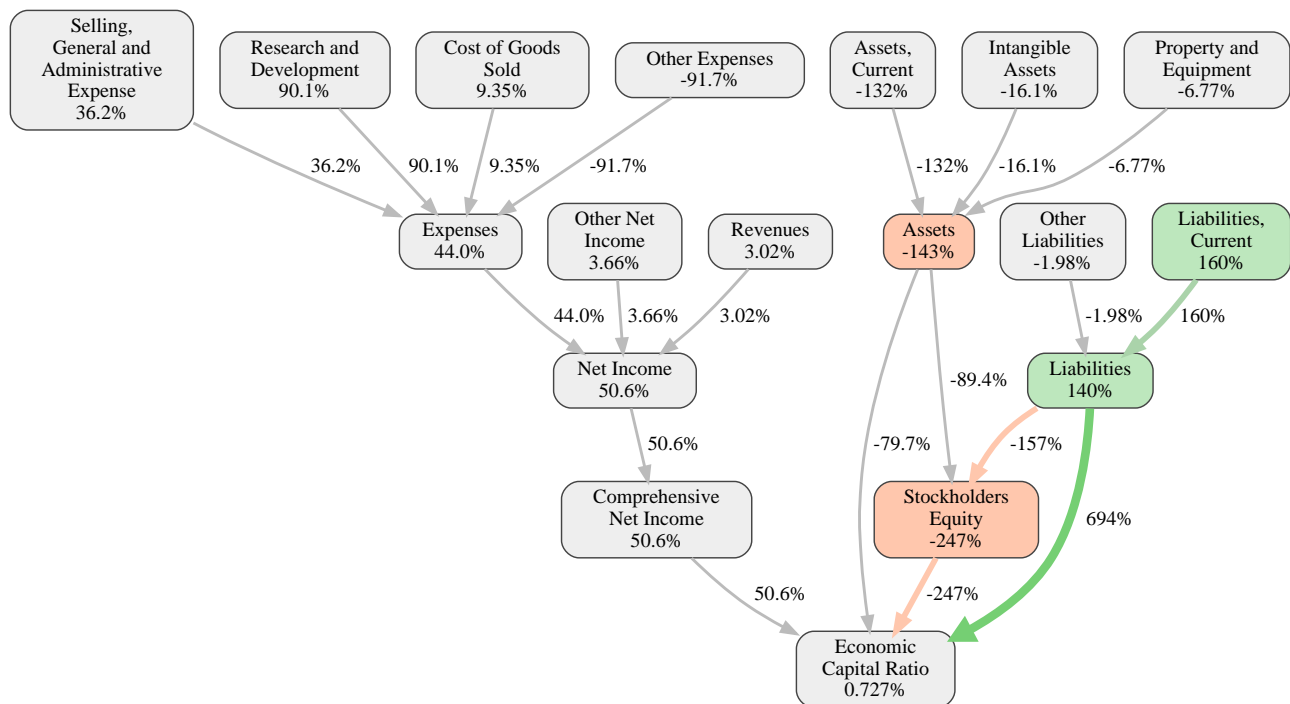 Selling,
General and
Administrative
Expense
36.2%
Research and
Development
90.1%
Cost of Goods
Sold
9.35%
Other Expenses
-91.7%
Assets,
Current
-132%
Intangible
Assets
-16.1%
Property and
Equipment
-6.77%
36.2%
90.1%
9.35%
-91.7%
-132%
-16.1%
-6.77%
Expenses
44.0%
Other Net
Income
3.66%
Revenues
3.02%
Assets
-143%
Other
Liabilities
-1.98%
Liabilities,
Current
160%
44.0%
3.66%
3.02%
-1.98%
160%
Net Income
50.6%
-89.4%
Liabilities
140%
50.6%
-79.7%
-157%
Comprehensive
Net Income
50.6%
Stockholders
Equity
-247%
694%
50.6%
-247%
Economic
Capital Ratio
0.727%